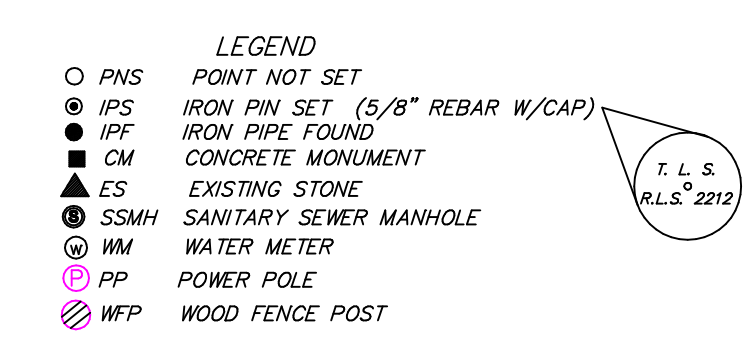 LEGEND
PNS POINT NOT SET
IPS IRON PIN SET (5/8" REBAR W/CAP)
IPF IRON PIPE FOUND
CM CONCRETE MONUMENT
ES EXISTING STONE
S SSMH SANITARY SEWER MANHOLE
W WM WATER METER
P PP POWER POLE
WFP WOOD FENCE POST
T. L. S.
R.L.S. 2212